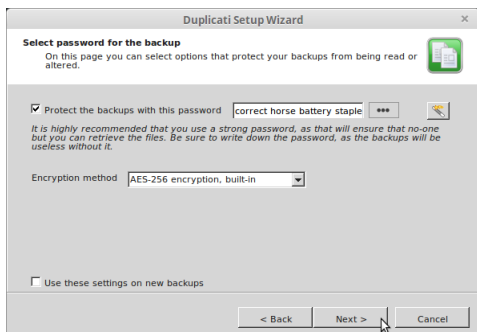 Duplicati Setup Wizard
Select password for the backup
On this page you can select options that protect your backups from being read or
altered.
Protect the backups with this password correct horse battery staple
It is highly recommended that you use a strong password, as that will ensure that no-one
but you can retrieve the files. Be sure to write down the password, as the backups will be
useless without it.
Encryption method AES-256 encryption, built-in
Use these settings on new backups
< Back Next > Cancel